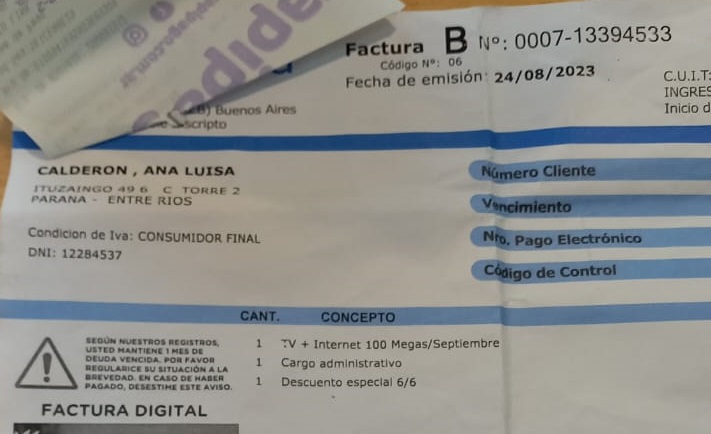 Factura B Nº: 0007-13394533
Código Nº: 06
Fecha de emisión: 24/08/2023
C.U.I.T:
INGRES
Inicio d
Buenos Aires
scripto
CALDERON , ANA LUISA
ITUZAINGO 49 6 C TORRE 2
PARANA - ENTRE RIOS
Condicion de Iva: CONSUMIDOR FINAL
DNI: 12284537
Número Cliente
Vencimiento
Nro. Pago Electrónico
Código de Control
CANT. CONCEPTO
1 TV + Internet 100 Megas/Septiembre
1 Cargo administrativo
1 Descuento especial 6/6
SEGÚN NUESTROS REGISTROS,
USTED MANTIENE 1 MES DE
DEUDA VENCIDA. POR FAVOR
REGULARICE SU SITUACIÓN A LA
BREVEDAD. EN CASO DE HABER
PAGADO, DESESTIME ESTE AVISO.
FACTURA DIGITAL